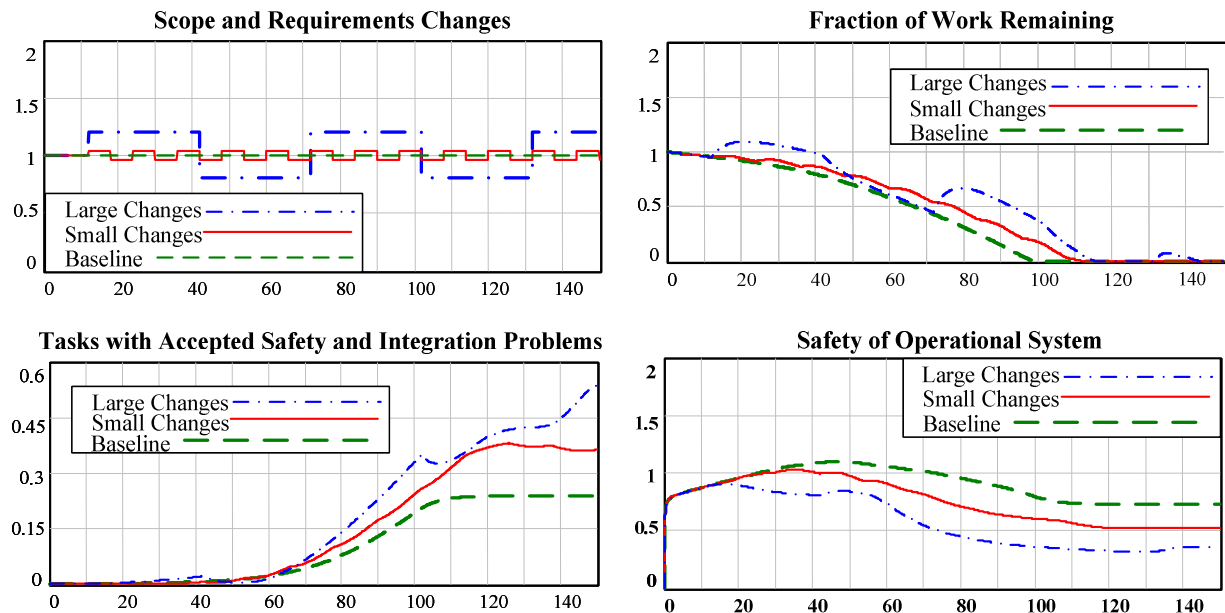 Scope and Requirements Changes
2
1.5
1
0.5
0
Large Changes
Small Changes
Baseline
0 20 40 60 80 100 120 140
Fraction of Work Remaining
2
1.5
1
0.5
0
Large Changes
Small Changes
Baseline
0 20 40 60 80 100 120 140
Tasks with Accepted Safety and Integration Problems
0.6
0.45
0.3
0.15
0
Large Changes
Small Changes
Baseline
0 20 40 60 80 100 120 140
Safety of Operational System
2
1.5
1
0.5
0
Large Changes
Small Changes
Baseline
0 20 40 60 80 100 120 140